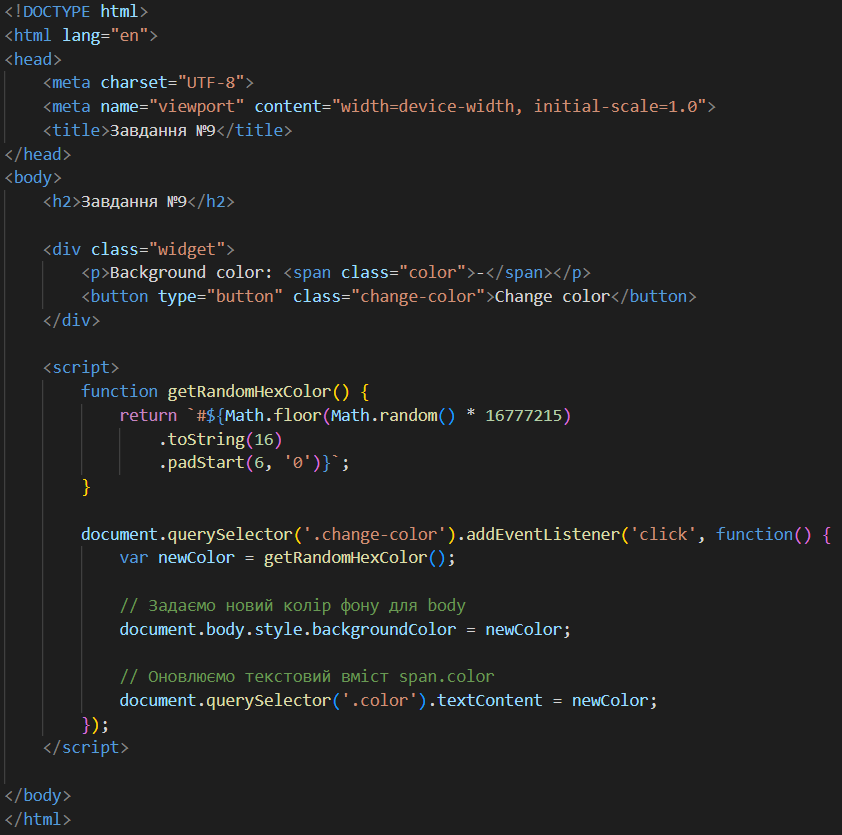 <!DOCTYPE html>
<html lang="en">
<head>
    <meta charset="UTF-8">
    <meta name="viewport" content="width=device-width, initial-scale=1.0">
    <title>Завдання №9</title>
</head>
<body>
    <h2>Завдання №9</h2>

    <div class="widget">
        <p>Background color: <span class="color">-</span></p>
        <button type="button" class="change-color">Change color</button>
    </div>

    <script>
        function getRandomHexColor() {
            return `#${Math.floor(Math.random() * 16777215)
                .toString(16)
                .padStart(6, '0')}`;
        }

        document.querySelector('.change-color').addEventListener('click', function() {
            var newColor = getRandomHexColor();

            // Задаємо новий колір фону для body
            document.body.style.backgroundColor = newColor;

            // Оновлюємо текстовий вміст span.color
            document.querySelector('.color').textContent = newColor;
        });
    </script>

</body>
</html>